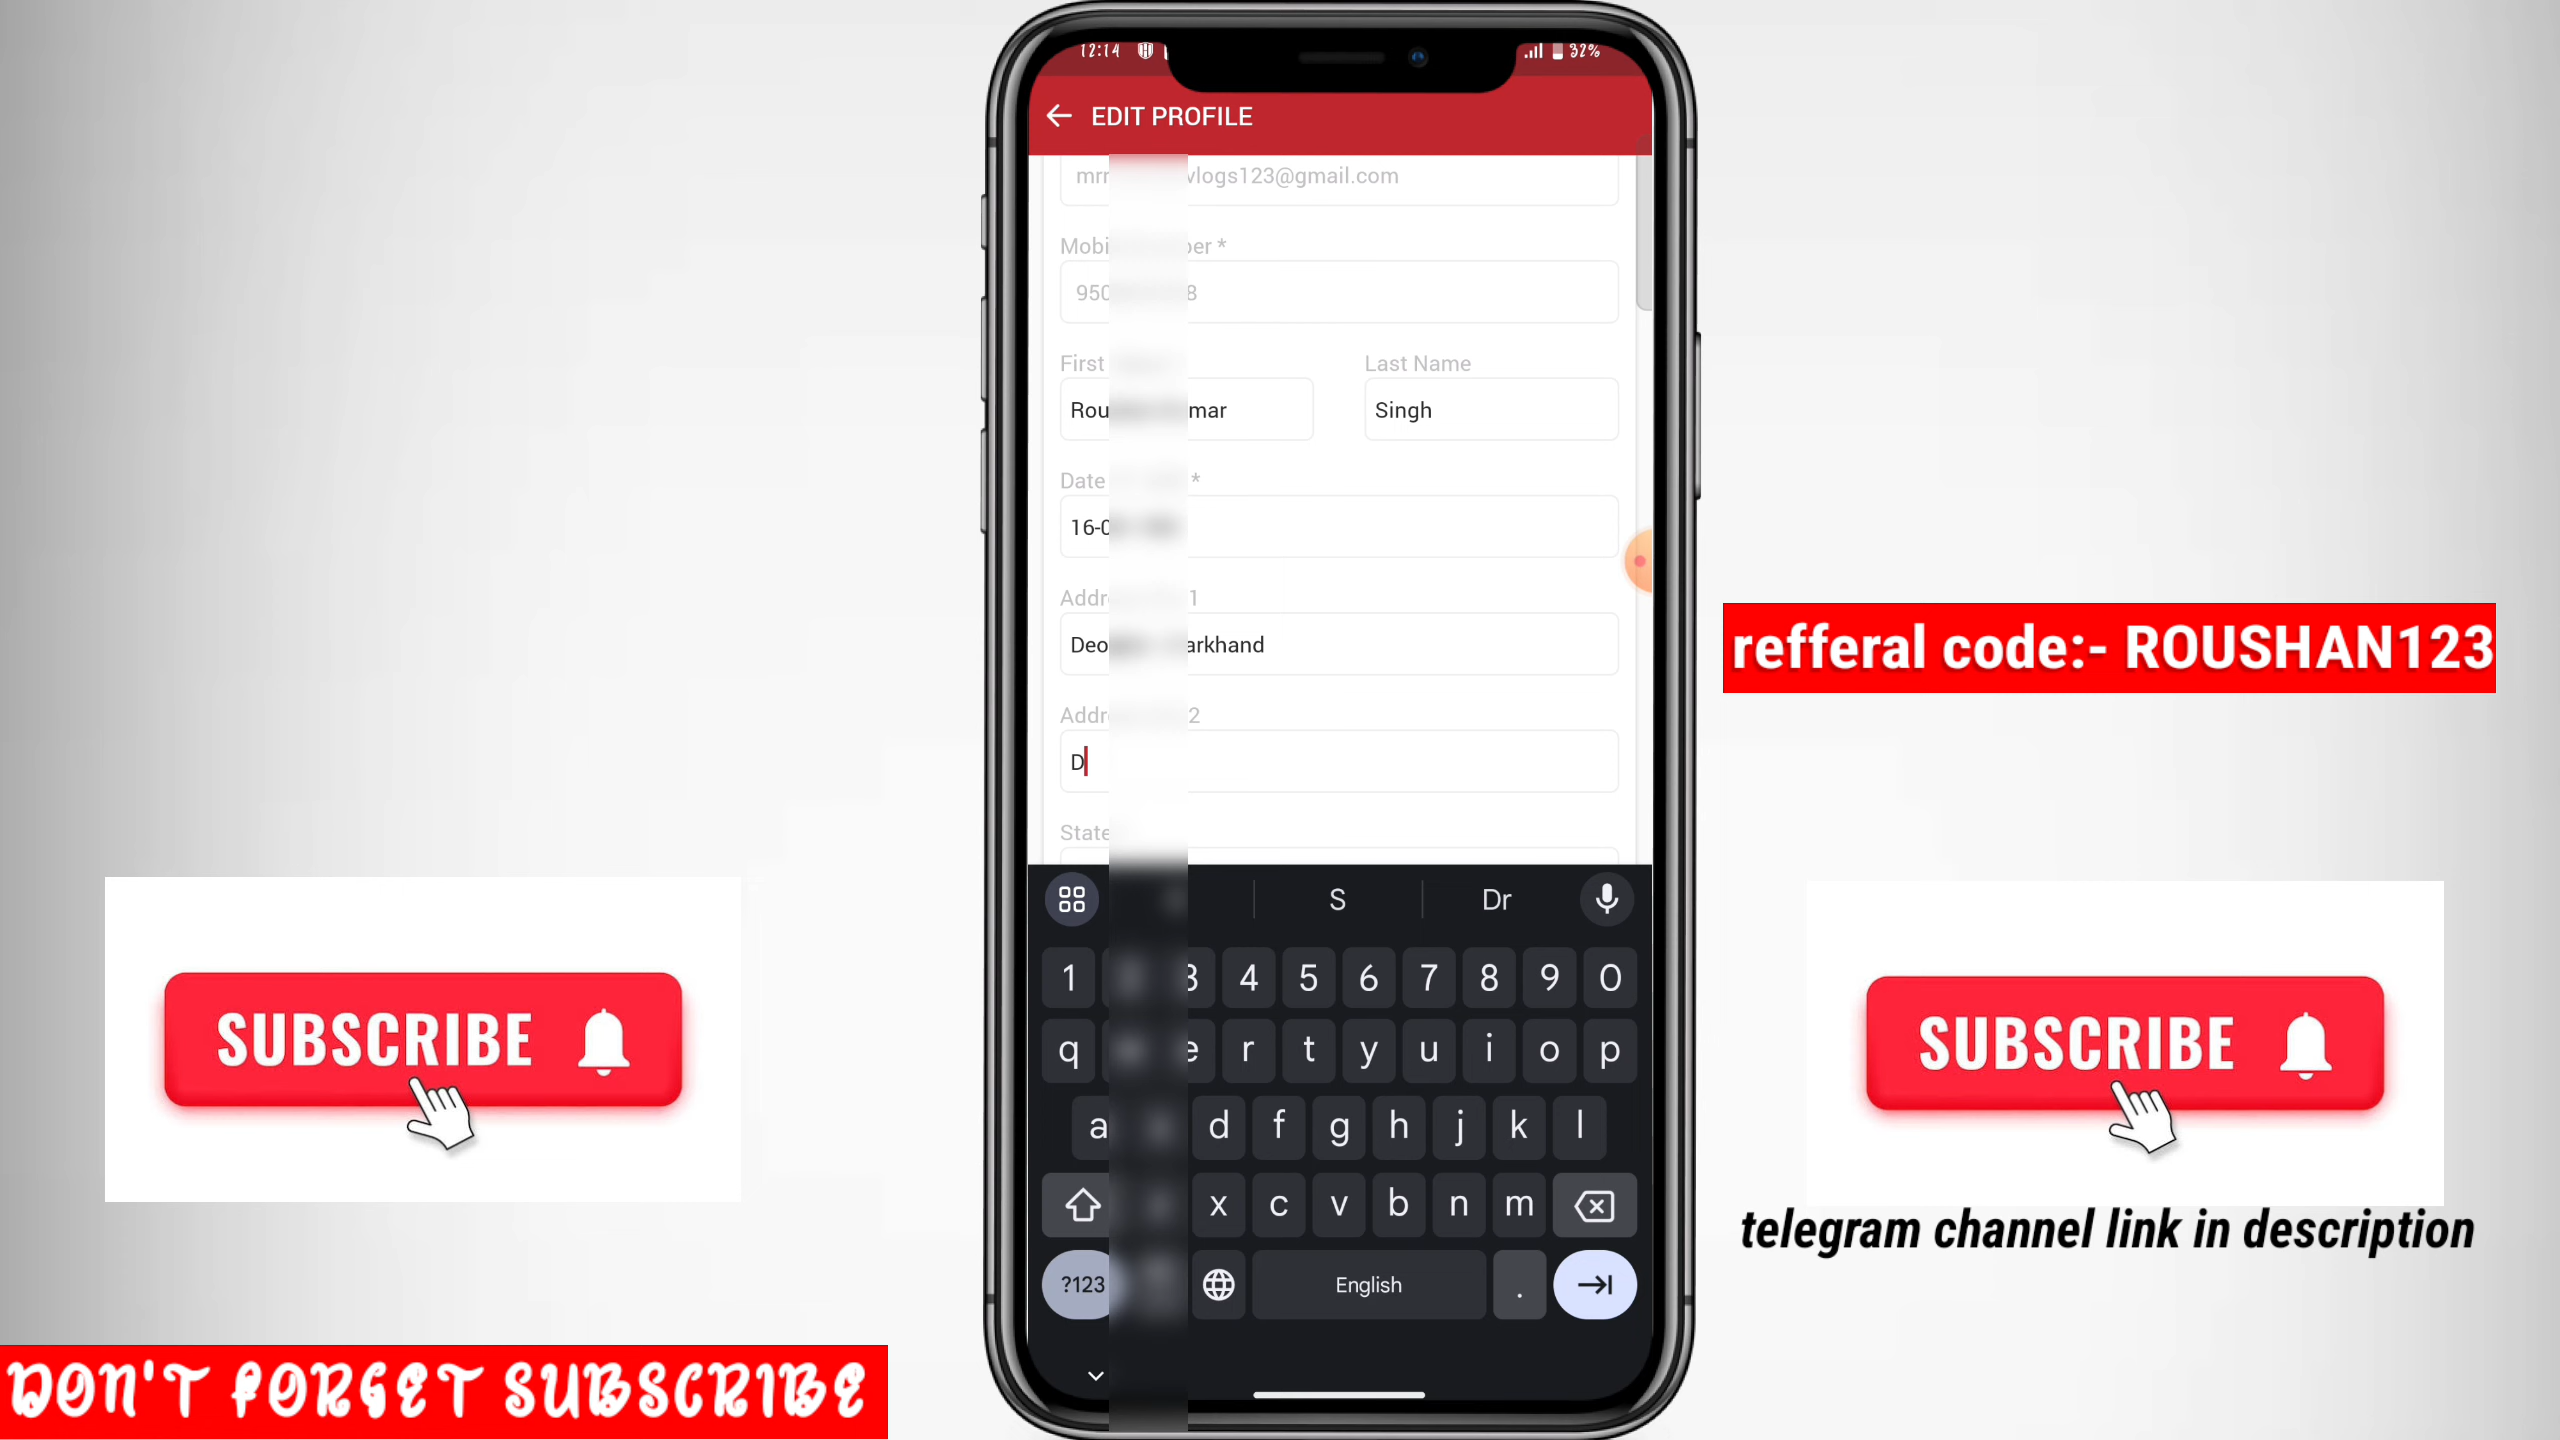 12:14
32%
EDIT PROFILE
mrr vlogs123@gmail.com
Mobi er *
950 8
First
Last Name
Rou mar
Singh
Date *
16-0
Addr 1
Deo arkhand
Addr 2
D
State
S
Dr
1 3 4 5 6 7 8 9 0
q e r t y u i o p
a d f g h j k l
x c v b n m
?123
English
.
refferal code:- ROUSHAN123
SUBSCRIBE
SUBSCRIBE
telegram channel link in description
DON'T FORGET SUBSCRIBE